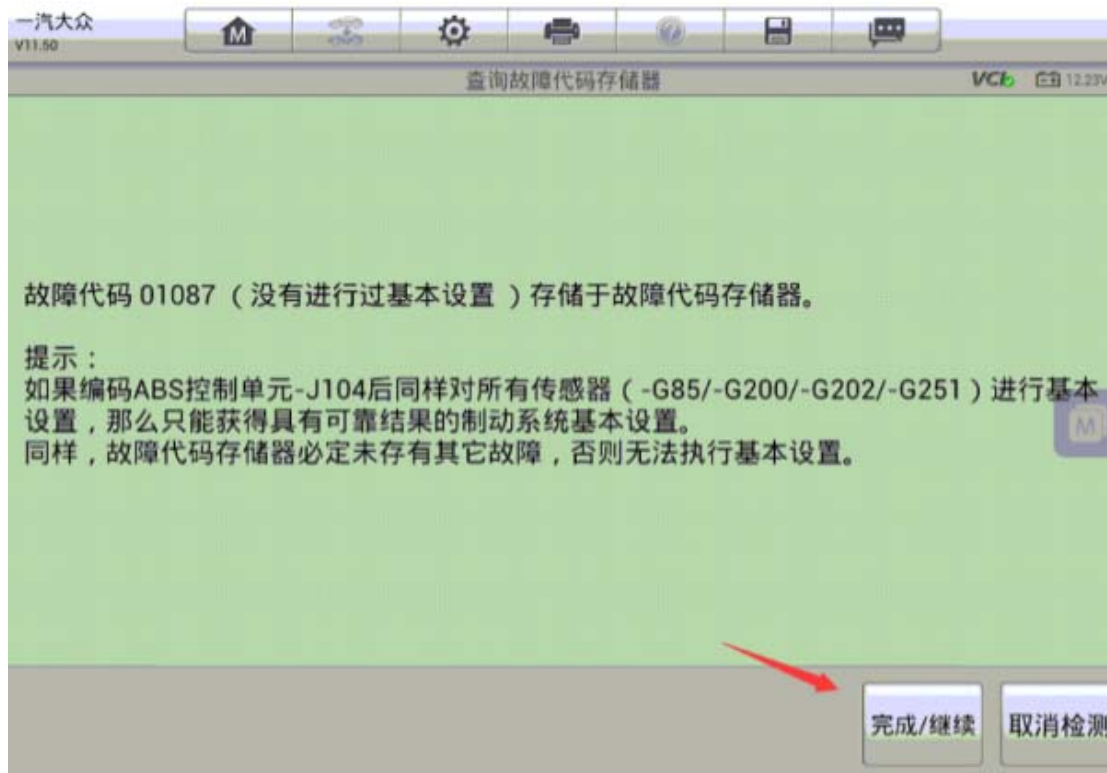 一汽大众
V11.50
查询故障代码存储器
VCI
12.23V
故障代码 01087 （没有进行过基本设置 ）存储于故障代码存储器。
提示：
如果编码ABS控制单元-J104后同样对所有传感器（-G85/-G200/-G202/-G251）进行基本
设置，那么只能获得具有可靠结果的制动系统基本设置。
同样，故障代码存储器必定未存有其它故障，否则无法执行基本设置。
M
完成/继续
取消检测